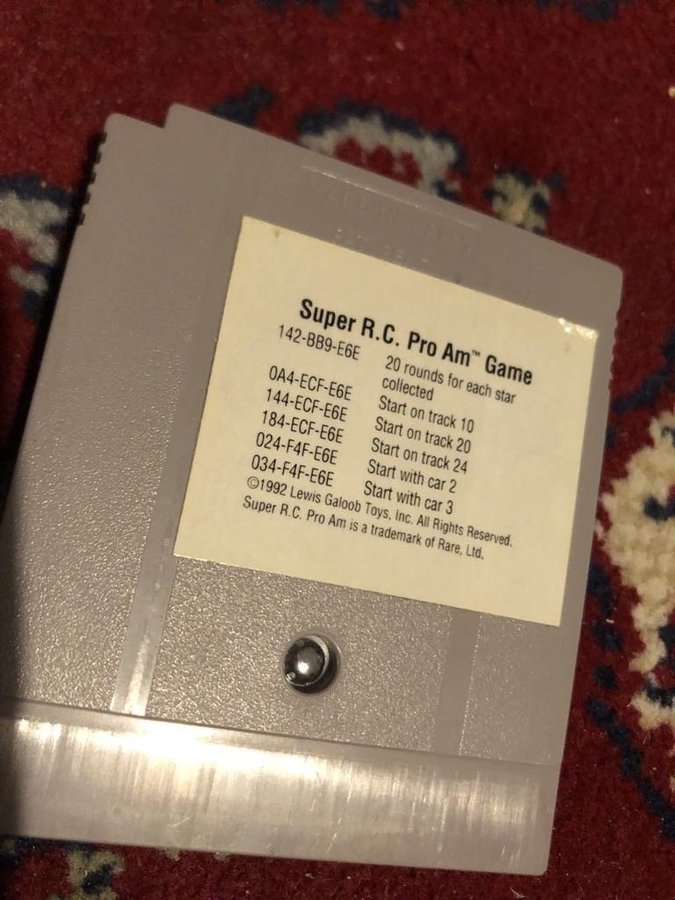 Super R.C. Pro Am™ Game
142-BB9-E6E 20 rounds for each star
collected
0A4-ECF-E6E Start on track 10
144-ECF-E6E Start on track 20
184-ECF-E6E Start on track 24
024-F4F-E6E Start with car 2
034-F4F-E6E Start with car 3
©1992 Lewis Galoob Toys, Inc. All Rights Reserved.
Super R.C. Pro Am is a trademark of Rare, Ltd.